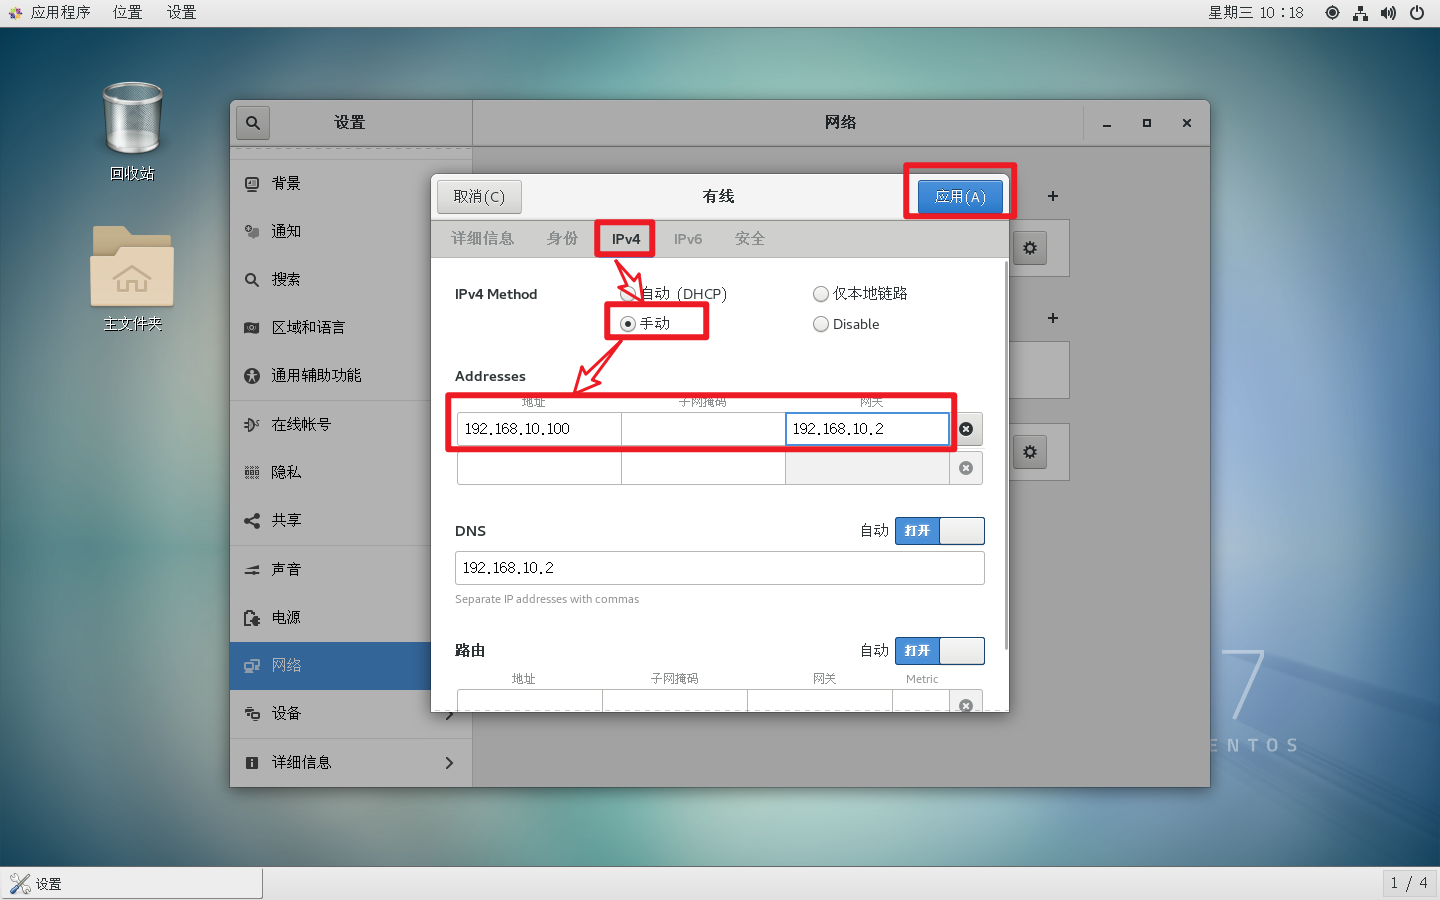 应用程序 位置 设置 星期三 10：18
回收站
主文件夹
设置 网络
背景
通知
搜索
区域和语言
通用辅助功能
在线帐号
隐私
共享
声音
电源
网络
设备
详细信息
取消(C) 有线 应用(A)
详细信息 身份 IPv4 IPv6 安全
IPv4 Method 自动 (DHCP) 仅本地链路
手动 Disable
Addresses
地址 子网掩码 网关
192.168.10.100 192.168.10.2
DNS 自动 打开
192.168.10.2
Separate IP addresses with commas
路由 自动 打开
地址 子网掩码 网关 Metric
7
ENTOS
设置 1 / 4